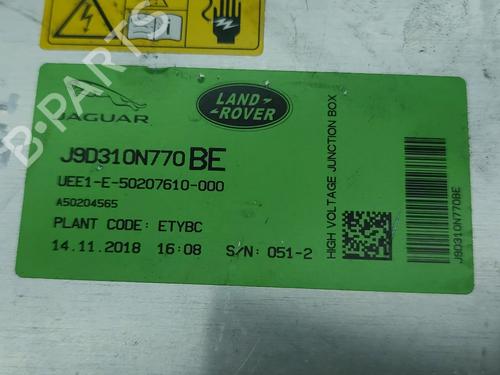 JAGUAR
LAND
ROVER
J9D310N770 BE
UEE1-E-50207610-000
A50204565
PLANT CODE: ETYBC
14.11.2018 16:08 S/N: 051-2
HIGH VOLTAGE JUNCTION BOX
J9D310N770BE
B-PARTS